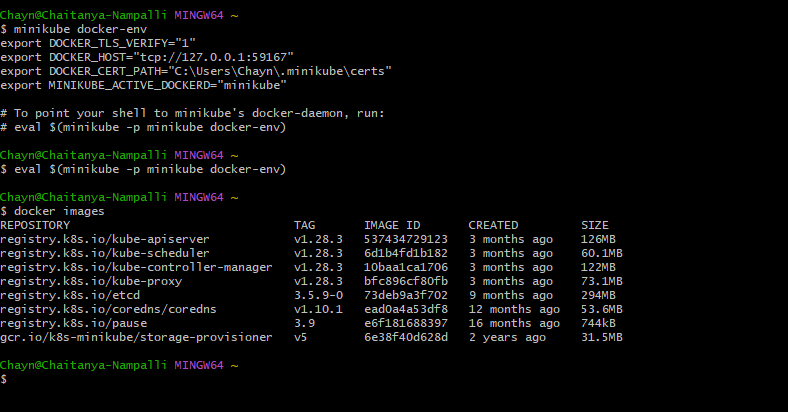 Chayn@Chaitanya-Nampalli MINGW64 ~
$ minikube docker-env
export DOCKER_TLS_VERIFY="1"
export DOCKER_HOST="tcp://127.0.0.1:59167"
export DOCKER_CERT_PATH="C:\Users\Chayn\.minikube\certs"
export MINIKUBE_ACTIVE_DOCKERD="minikube"
# To point your shell to minikube's docker-daemon, run:
# eval $(minikube -p minikube docker-env)
Chayn@Chaitanya-Nampalli MINGW64 ~
$ eval $(minikube -p minikube docker-env)
Chayn@Chaitanya-Nampalli MINGW64 ~
$ docker images
REPOSITORY TAG IMAGE ID CREATED SIZE
registry.k8s.io/kube-apiserver v1.28.3 537434729123 3 months ago 126MB
registry.k8s.io/kube-scheduler v1.28.3 6d1b4fd1b182 3 months ago 60.1MB
registry.k8s.io/kube-controller-manager v1.28.3 10baa1ca1706 3 months ago 122MB
registry.k8s.io/kube-proxy v1.28.3 bfc896cf80fb 3 months ago 73.1MB
registry.k8s.io/etcd 3.5.9-0 73deb9a3f702 9 months ago 294MB
registry.k8s.io/coredns/coredns v1.10.1 ead0a4a53df8 12 months ago 53.6MB
registry.k8s.io/pause 3.9 e6f181688397 16 months ago 744kB
gcr.io/k8s-minikube/storage-provisioner v5 6e38f40d628d 2 years ago 31.5MB
Chayn@Chaitanya-Nampalli MINGW64 ~
$